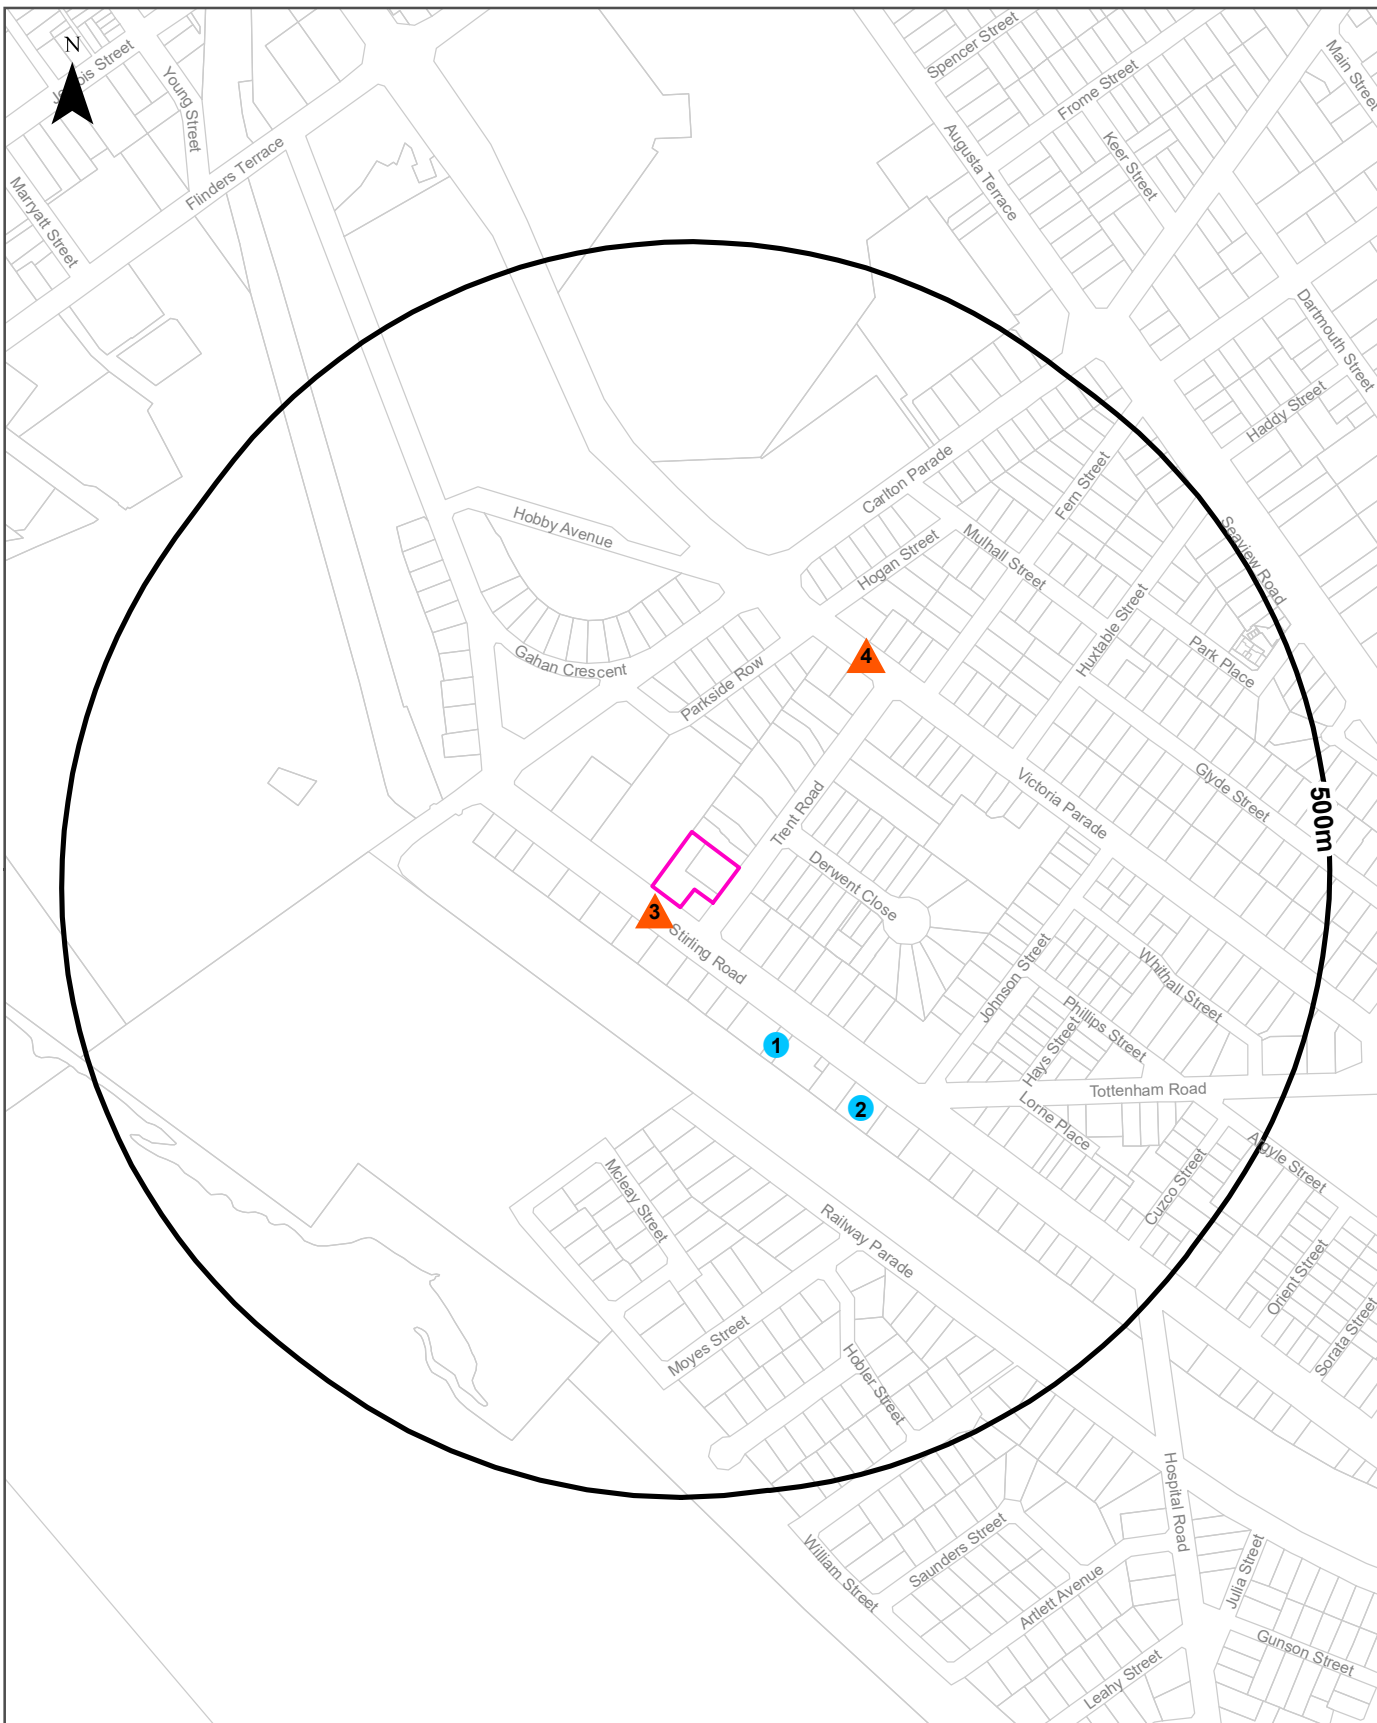 Spencer Street
Main Street
N
Young Street
Frome Street
Augusta Terrace
Keer Street
Flinders Terrace
Marryatt Street
Dartmouth Street
Haddy Street
Carlton Parade
Fern Street
Hobby Avenue
Hogan Street
Mulhall Street
Seaview Road
Huxtable Street
4
Park Place
Gahan Crescent
Parkside Row
Trent Road
Victoria Parade
Glyde Street
500m
Derwent Close
3
Stirling Road
Johnson Street
Whithall Street
Phillips Street
1
Hays Street
Tottenham Road
2
Lorne Place
Mcleay Street
Argyle Street
Cuzco Street
Railway Parade
Orient Street
Moyes Street
Sorata Street
Hobler Street
Hospital Road
Saunders Street
William Street
Julia Street
Artlett Avenue
Gunson Street
Leahy Street